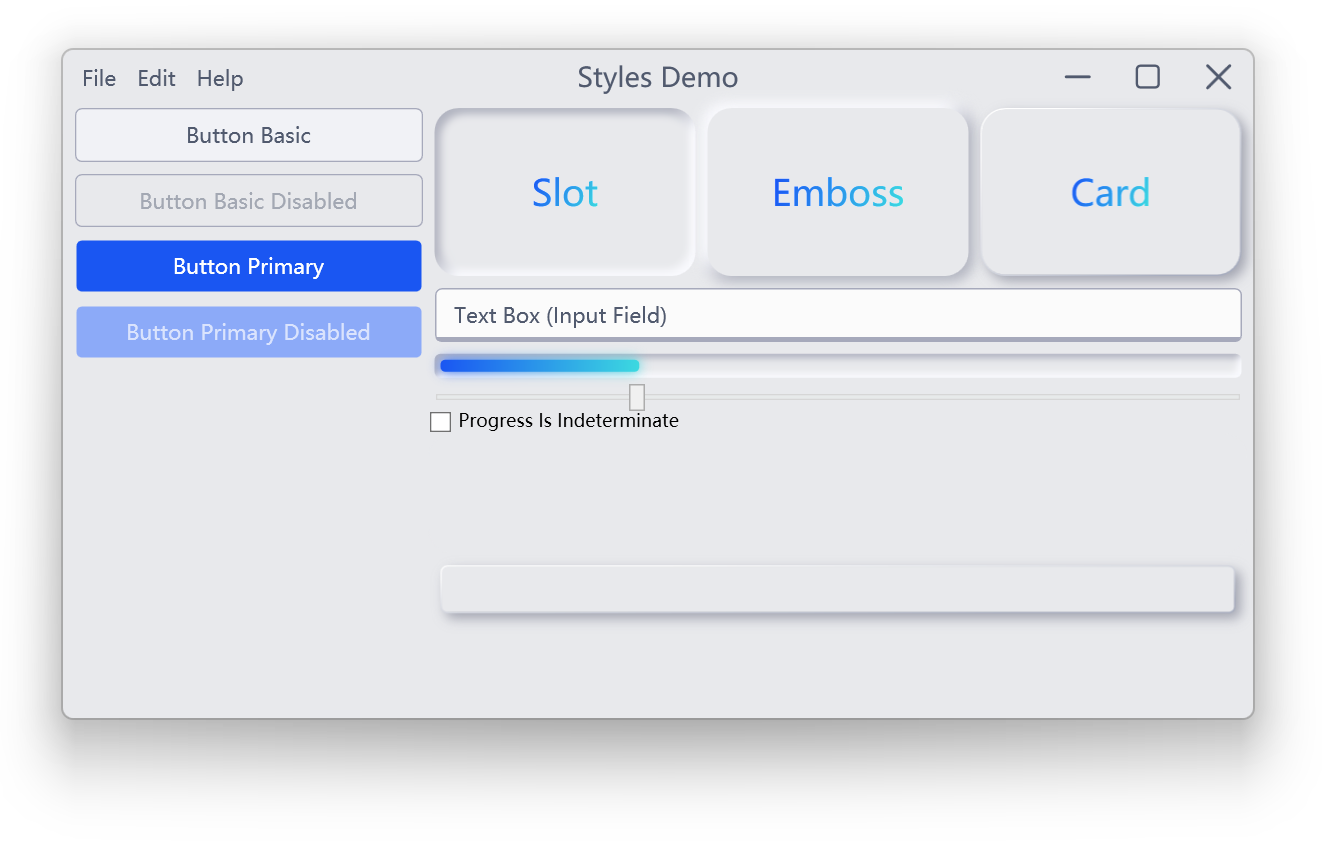 File Edit Help
Styles Demo
Button Basic
Button Basic Disabled
Button Primary
Button Primary Disabled
Slot
Emboss
Card
Text Box (Input Field)
Progress Is Indeterminate